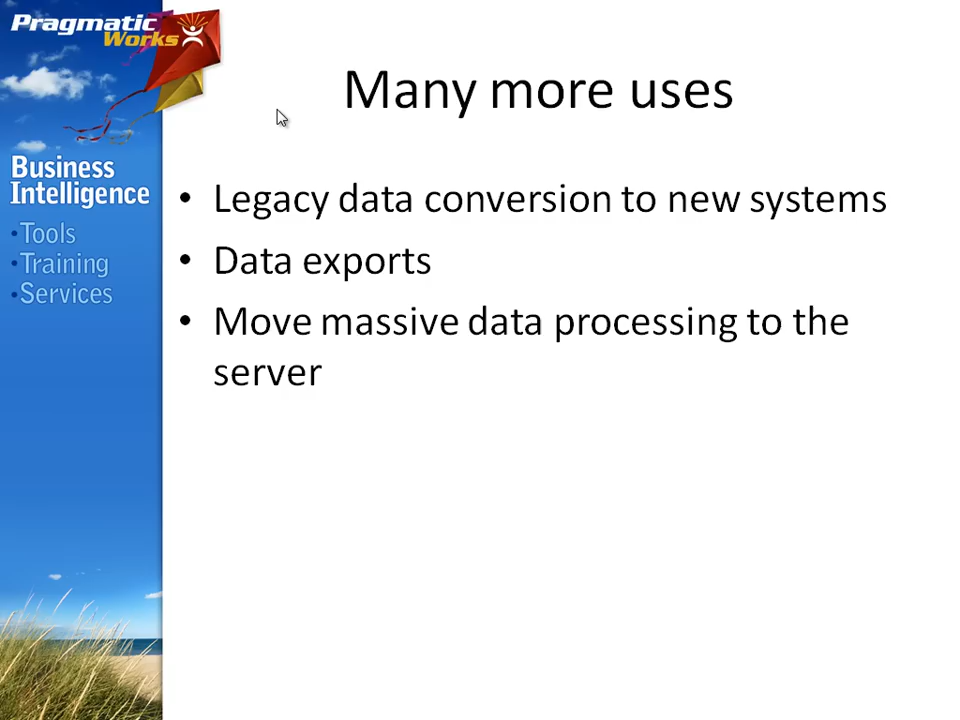 Pragmatic
Works
Business
Intelligence
•Tools
•Training
•Services
Many more uses
• Legacy data conversion to new systems
• Data exports
• Move massive data processing to the
server